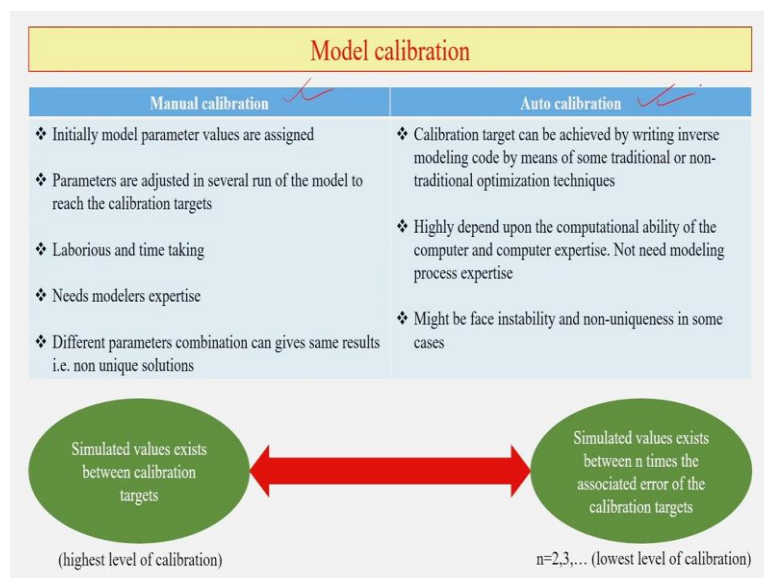 Model calibration
Manual calibration
❖ Initially model parameter values are assigned
❖ Parameters are adjusted in several run of the model to
reach the calibration targets
❖ Laborious and time taking
❖ Needs modelers expertise
❖ Different parameters combination can gives same results
i.e. non unique solutions
Auto calibration
❖ Calibration target can be achieved by writing inverse
modeling code by means of some traditional or non-
traditional optimization techniques
❖ Highly depend upon the computational ability of the
computer and computer expertise. Not need modeling
process expertise
❖ Might be face instability and non-uniqueness in some
cases
Simulated values exists
between calibration
targets
(highest level of calibration)
Simulated values exists
between n times the
associated error of the
calibration targets
n=2,3,… (lowest level of calibration)